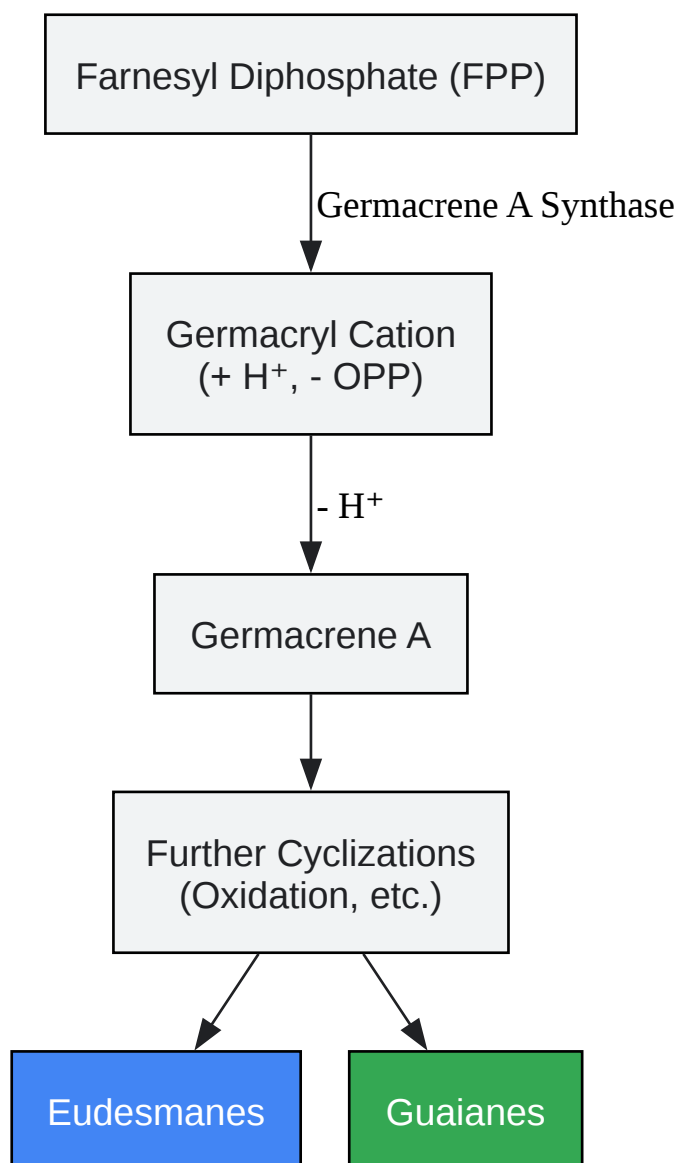 Farnesyl Diphosphate (FPP)
Germacrene A Synthase
Germacryl Cation
(+ H⁺, - OPP)
- H⁺
Germacrene A
Further Cyclizations
(Oxidation, etc.)
Eudesmanes
Guaianes